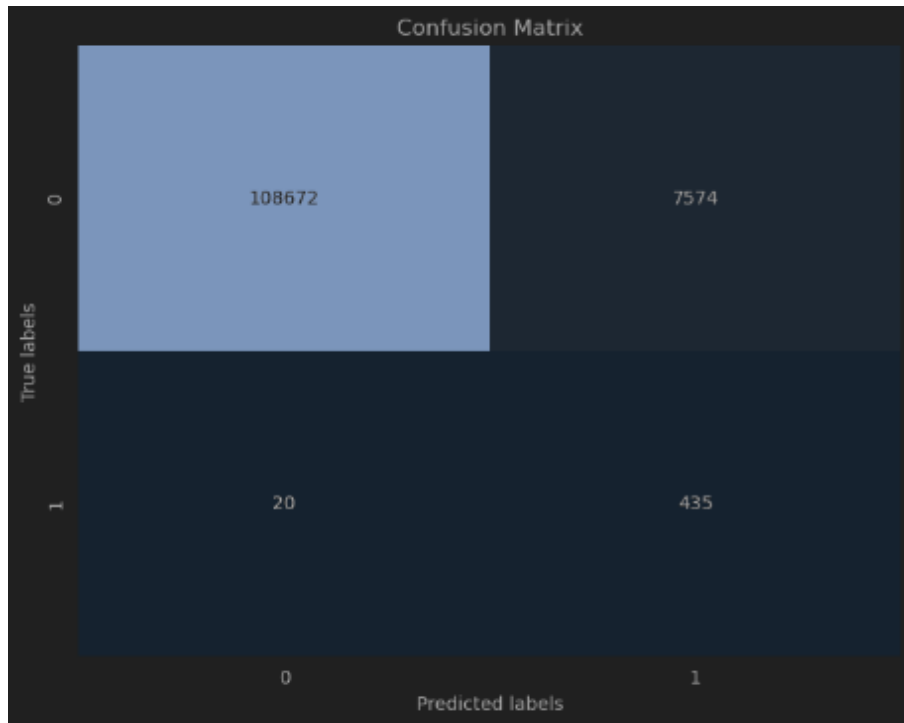 Confusion Matrix
True labels
0
108672
7574
1
20
435
0
1
Predicted labels